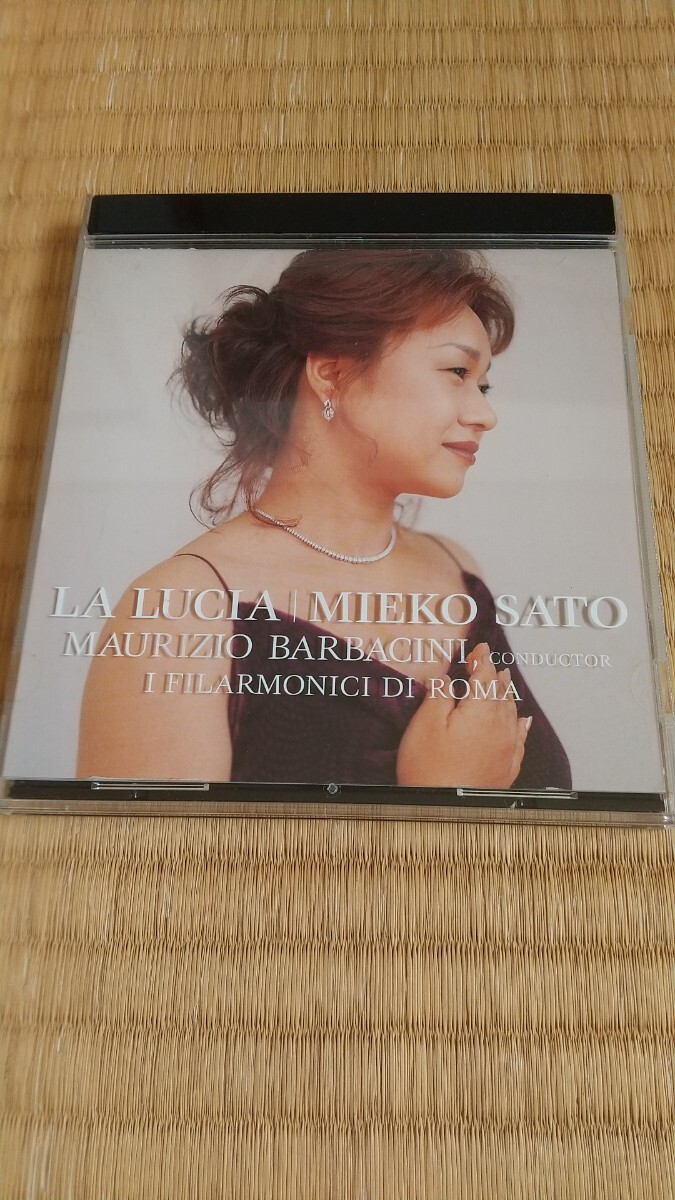 LA LUCIA | MIEKO SATO
MAURIZIO BARBACINI, CONDUCTOR
I FILARMONICI DI ROMA